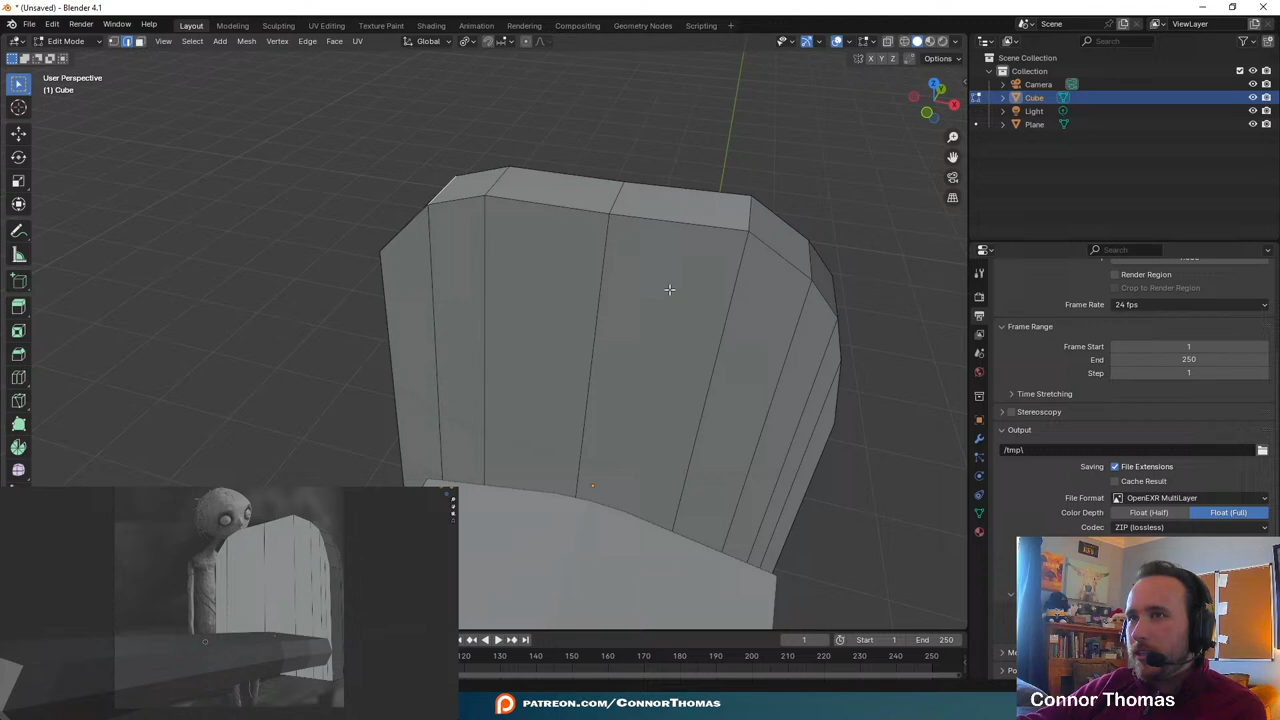 * (Unsaved) - Blender 4.1
File Edit Render Window Help Layout Modeling Sculpting UV Editing Texture Paint Shading Animation Rendering Compositing Geometry Nodes Scripting + Scene ViewLayer
Edit Mode View Select Add Mesh Vertex Edge Face UV Global Search
X Y Z Options
User Perspective
(1) Cube
Scene Collection
Collection
Camera
Cube
Light
Plane
Z
Y
X
Search
Render Region
Crop to Render Region
Frame Rate 24 fps
Frame Range
Frame Start 1
End 250
Step 1
Time Stretching
Stereoscopy
Output
/tmp\
Saving File Extensions
Cache Result
File Format OpenEXR MultiLayer
Color Depth Float (Half) Float (Full)
Codec ZIP (lossless)
1 Start 1 End 250
120 130 140 150 160 170 180 190 200 210 220 230 240 250
PATREON.COM/CONNORTHOMAS
Connor Thomas